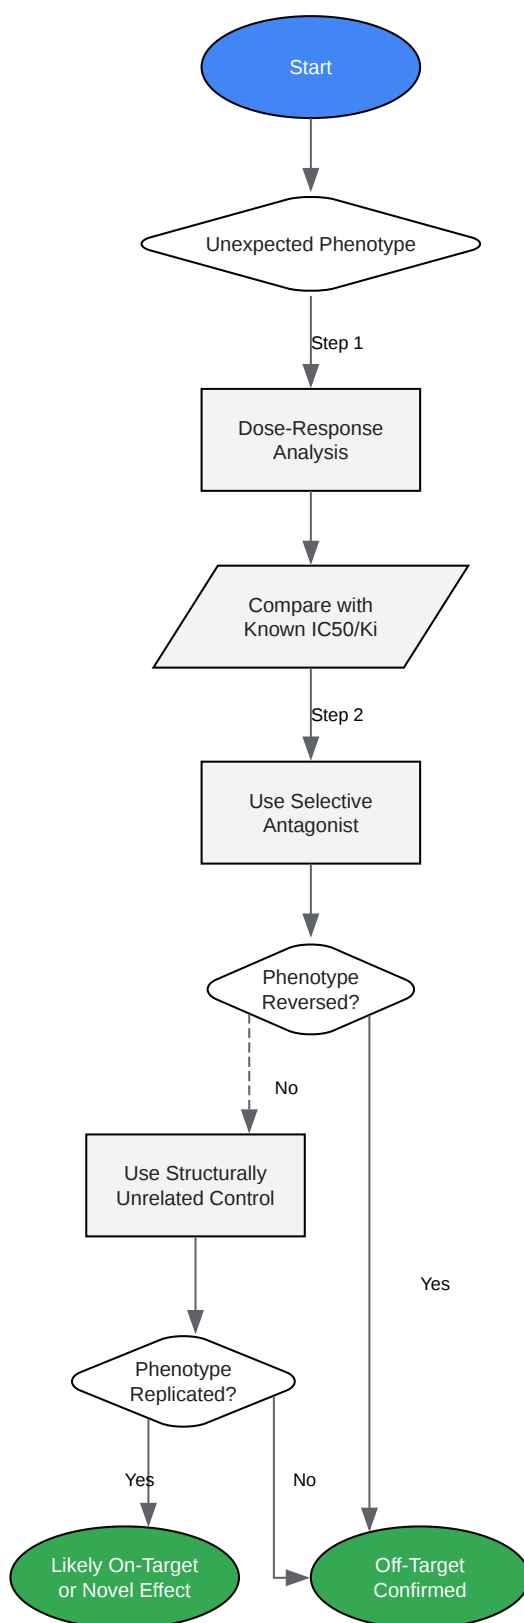 Start
Unexpected Phenotype
Step 1
Dose-Response
Analysis
Compare with
Known IC50/Ki
Step 2
Use Selective
Antagonist
Phenotype
Reversed?
No
Use Structurally
Unrelated Control
Yes
Phenotype
Replicated?
Yes
No
Likely On-Target
or Novel Effect
Off-Target
Confirmed